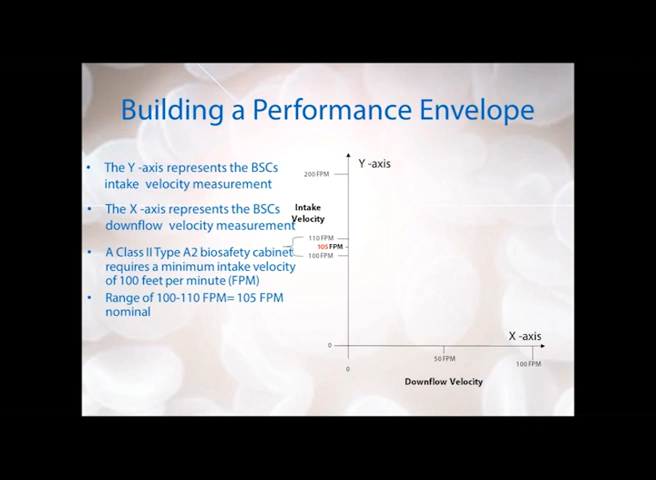 Building a Performance Envelope
• The Y -axis represents the BSCs
intake velocity measurement
• The X -axis represents the BSCs
downflow velocity measurement
• A Class II Type A2 biosafety cabinet
requires a minimum intake velocity
of 100 feet per minute (FPM)
• Range of 100-110 FPM= 105 FPM
nominal
Y -axis
200 FPM
Intake
Velocity
110 FPM
105 FPM
100 FPM
X -axis
0
50 FPM
100 FPM
0
Downflow Velocity